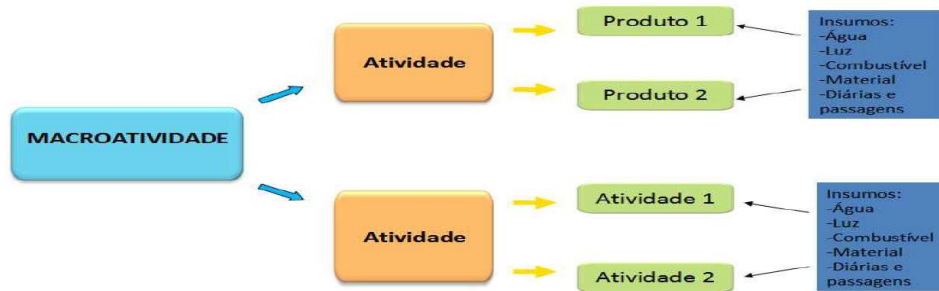 MACROATIVIDADE
Atividade
Produto 1
Produto 2
Insumos:
-Água
-Luz
-Combustível
-Material
-Diárias e
passagens
Atividade
Atividade 1
Atividade 2
Insumos:
-Água
-Luz
-Combustível
-Material
-Diárias e
passagens